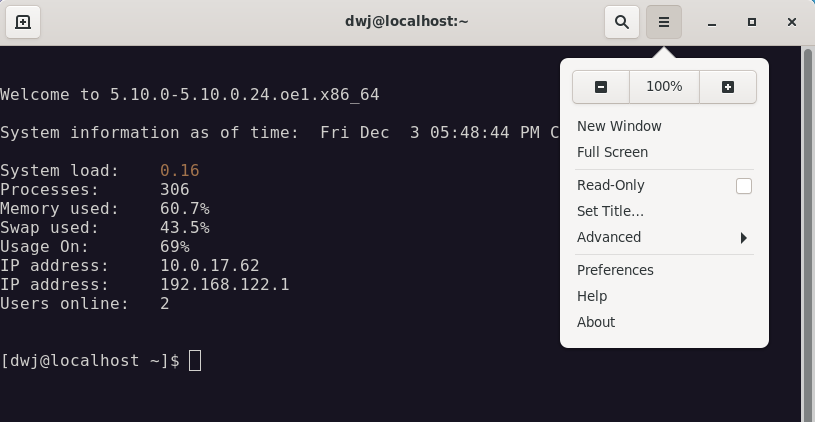 dwj@localhost:~
Welcome to 5.10.0-5.10.0.24.oe1.x86_64
System information as of time:  Fri Dec  3 05:48:44 PM C
System load:    0.16
Processes:      306
Memory used:    60.7%
Swap used:      43.5%
Usage On:       69%
IP address:     10.0.17.62
IP address:     192.168.122.1
Users online:   2
[dwj@localhost ~]$
100%
New Window
Full Screen
Read-Only
Set Title...
Advanced
Preferences
Help
About